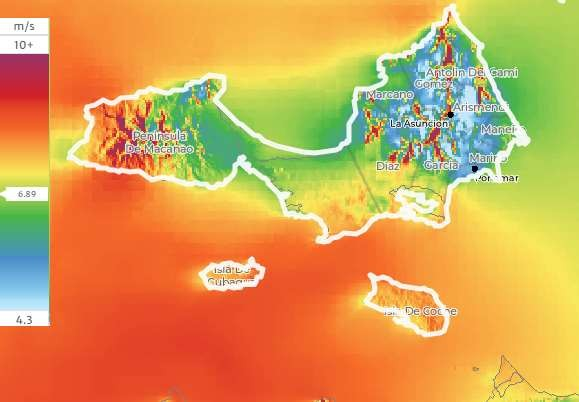 m/s
10+
6.89
4.3
Antolin Del Cami
Gomez
Marcano
Arismendi
La Asuncion
Maneiro
Peninsula
De Macanao
Diaz
Garcia
Marino
Porlamar
Isla De
Cubagua
Isla De Coche